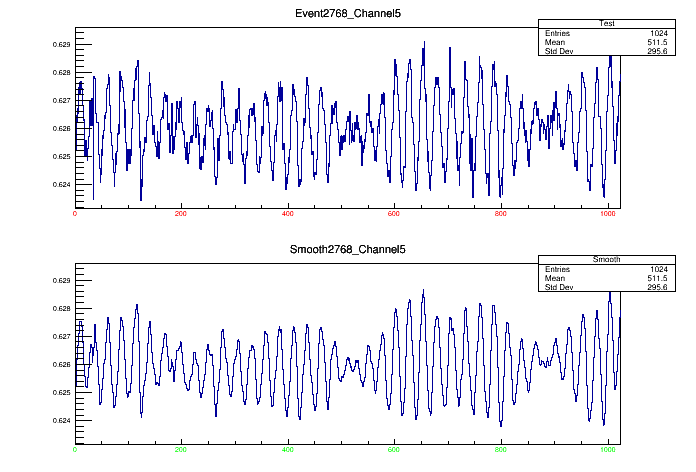 Event2768_Channel5
Test
Entries 1024
Mean 511.5
Std Dev 295.6
0.629
0.628
0.627
0.626
0.625
0.624
0 200 400 600 800 1000
Smooth2768_Channel5
Smooth
Entries 1024
Mean 511.5
Std Dev 295.6
0.629
0.628
0.627
0.626
0.625
0.624
0 200 400 600 800 1000